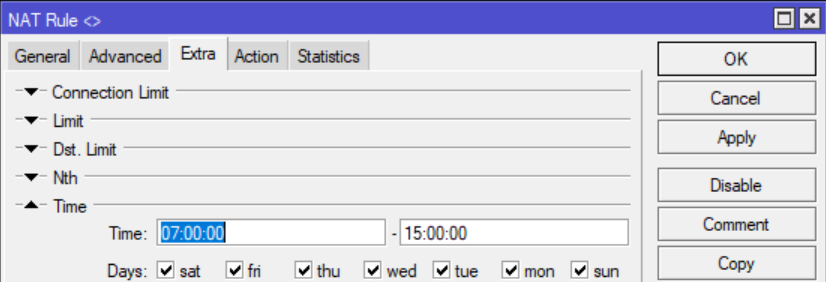 NAT Rule <>
General Advanced Extra Action Statistics
OK
Connection Limit
Cancel
Limit
Apply
Dst. Limit
Nth
Disable
Time
Time: 07:00:00 - 15:00:00
Comment
Days: sat fri thu wed tue mon sun
Copy